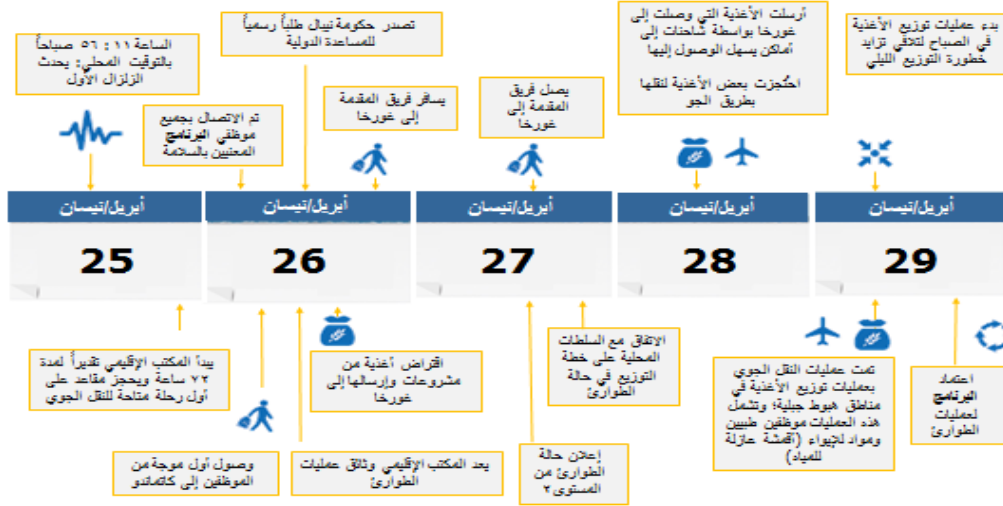 الساعة ١١ : ٥٦ صباحاً
بالتوقيت المحلي: يحدث
الزلزال الأول
تم الاتصال بجميع
موظفي البرنامج
المعنيين بالسلامة
تصدر حكومة نيبال طلباً رسمياً
للمساعدة الدولية
يسافر فريق المقدمة
إلى غورخا
يصل فريق
المقدمة إلى
غورخا
أرسلت الأغذية التي وصلت إلى
غورخا بواسطة شاحنات إلى
أماكن يسهل الوصول إليها
احتُجزت بعض الأغذية لنقلها
بطريق الجو
بدء عمليات توزيع الأغذية
في الصباح لتلافي تزايد
خطورة التوزيع الليلي
أبريل/تيسان
25
أبريل/تيسان
26
أبريل/تيسان
27
أبريل/تيسان
28
أبريل/تيسان
29
يبدأ المكتب الإقليمي تقديراً لمدة
٧٢ ساعة ويحجز مقاعد على
أول رحلة متاحة للنقل الجوي
وصول أول موجة من
الموظفين إلى كاتماندو
اقتراض أغذية من
مشروعات وإرسالها إلى
غورخا
يعد المكتب الإقليمي وثائق عمليات
الطوارئ
الاتفاق مع السلطات
المحلية على خطة
التوزيع في حالة
الطوارئ
إعلان حالة
الطوارئ من
المستوى ٢
تمت عمليات النقل الجوي
بعمليات توزيع الأغذية في
مناطق هبوط جبلية؛ وتشمل
هذه العمليات موظفين طبيين
ومواد للإيواء (أقمشة عازلة
للمياه)
اعتماد
البرنامج
لعمليات
الطوارئ